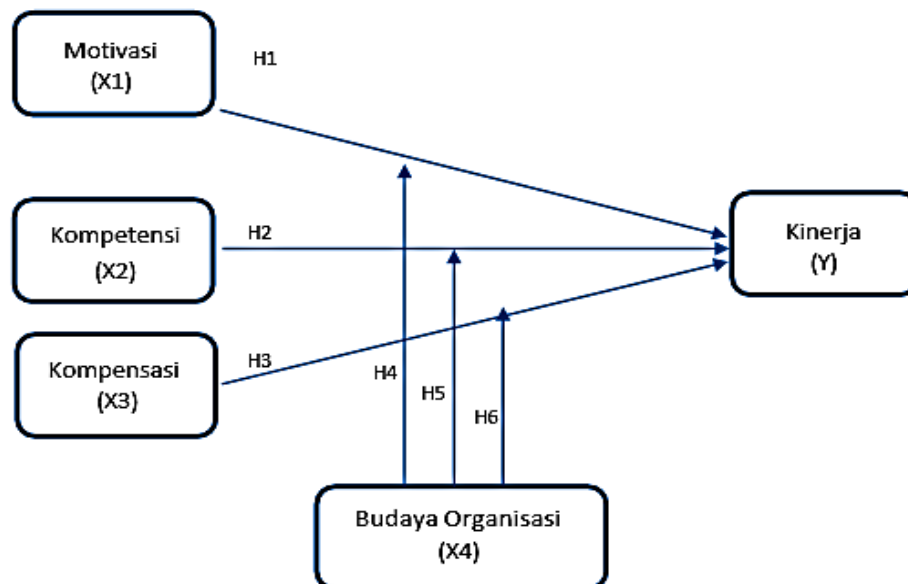 Motivasi
(X1)
H1
Kompetensi
(X2)
H2
Kinerja
(Y)
Kompensasi
(X3)
H3
H4
H5
H6
Budaya Organisasi
(X4)